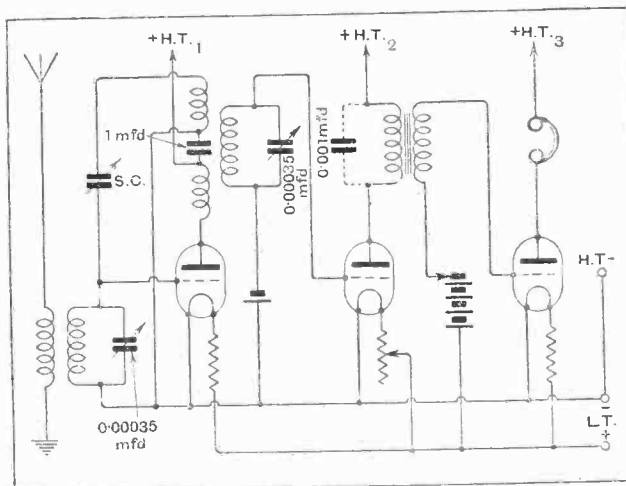 +H.T.1
+H.T.2
+H.T.3
1 mfd
S.C.
0·00035
mfd
0·001mfd
H.T-
0·00035
mfd
-
L.T.
+